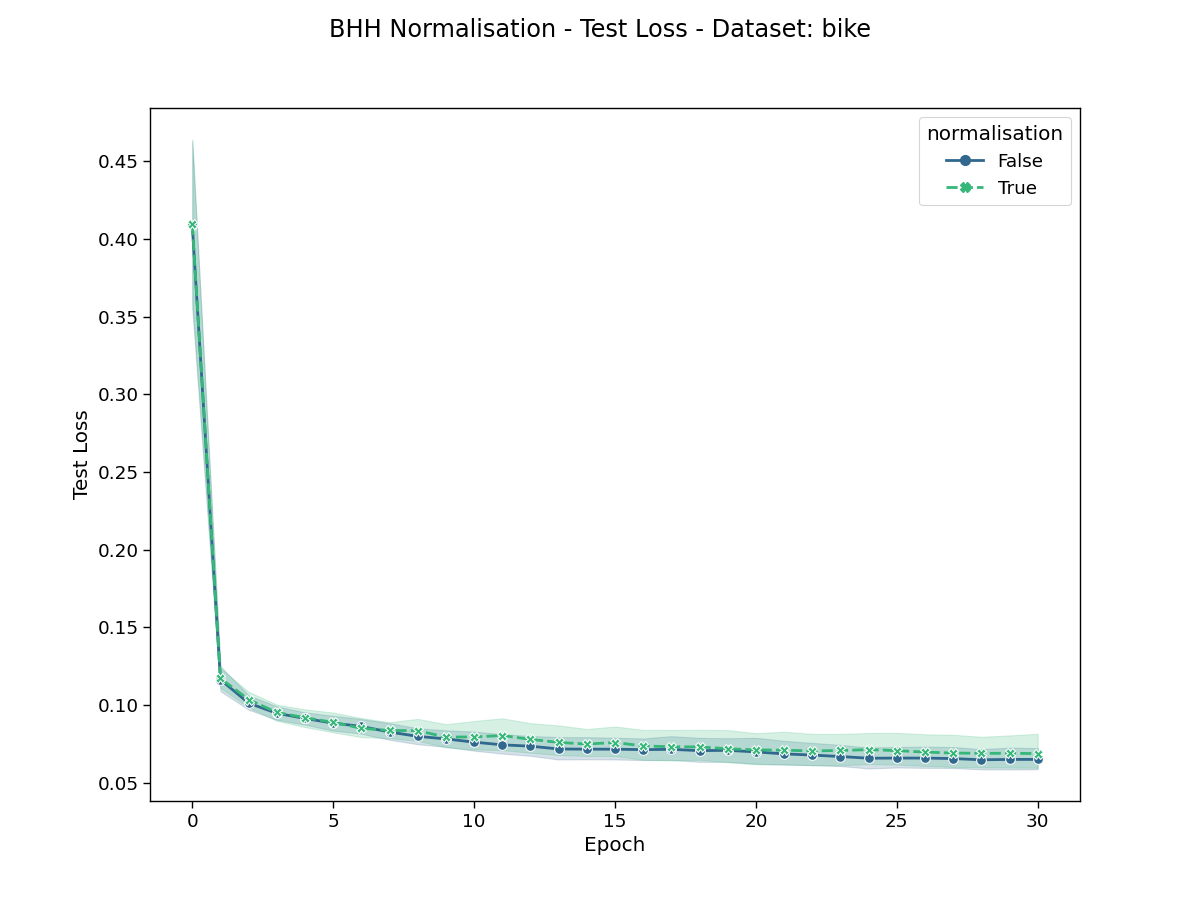 BHH Normalisation - Test Loss - Dataset: bike
normalisation
False
True
0.45
0.40
0.35
0.30
0.25
0.20
0.15
0.10
0.05
Test Loss
0 5 10 15 20 25 30
Epoch